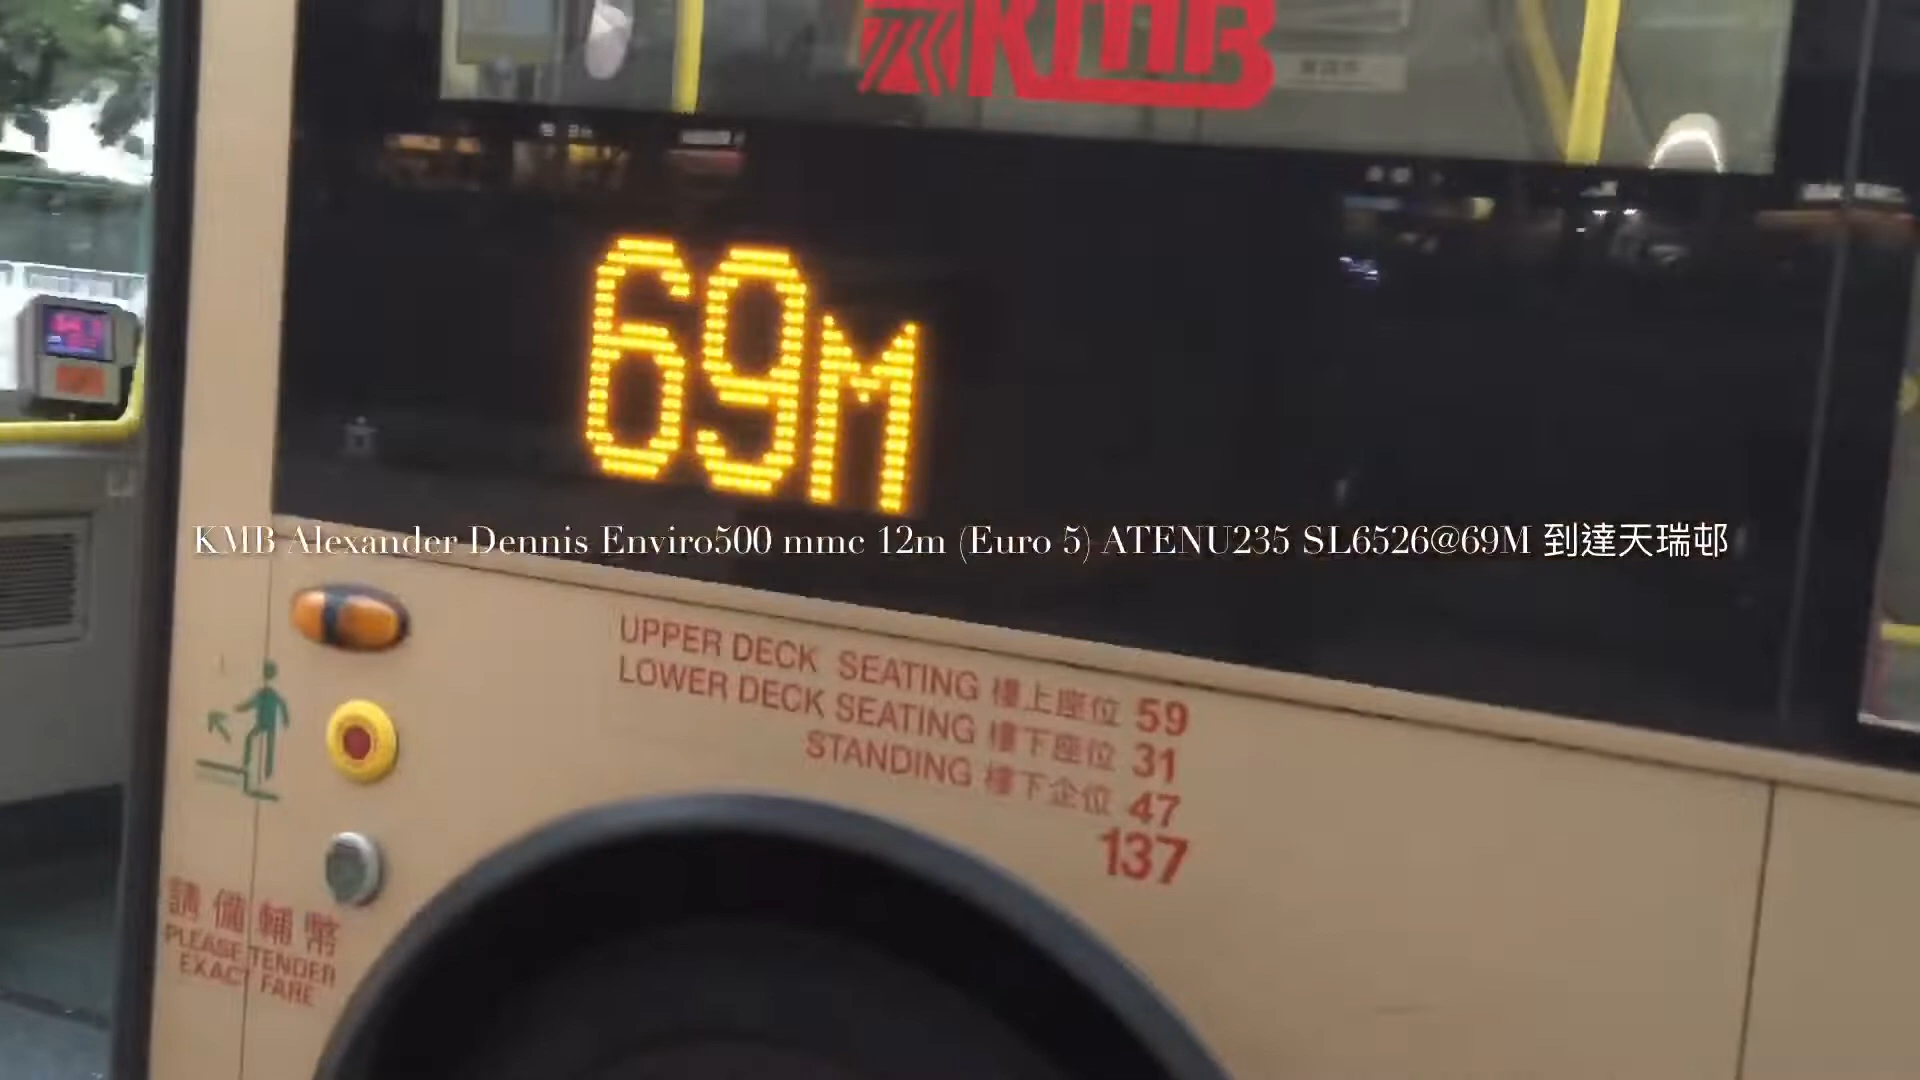 KMB
69M
KMB Alexander Dennis Enviro500 mmc 12m (Euro 5) ATENU235 SL6526@69M 到達天瑞邨
UPPER DECK SEATING 樓上座位 59
LOWER DECK SEATING 樓下座位 31
STANDING 樓下企位 47
137
請備輔幣
PLEASE TENDER
EXACT FARE